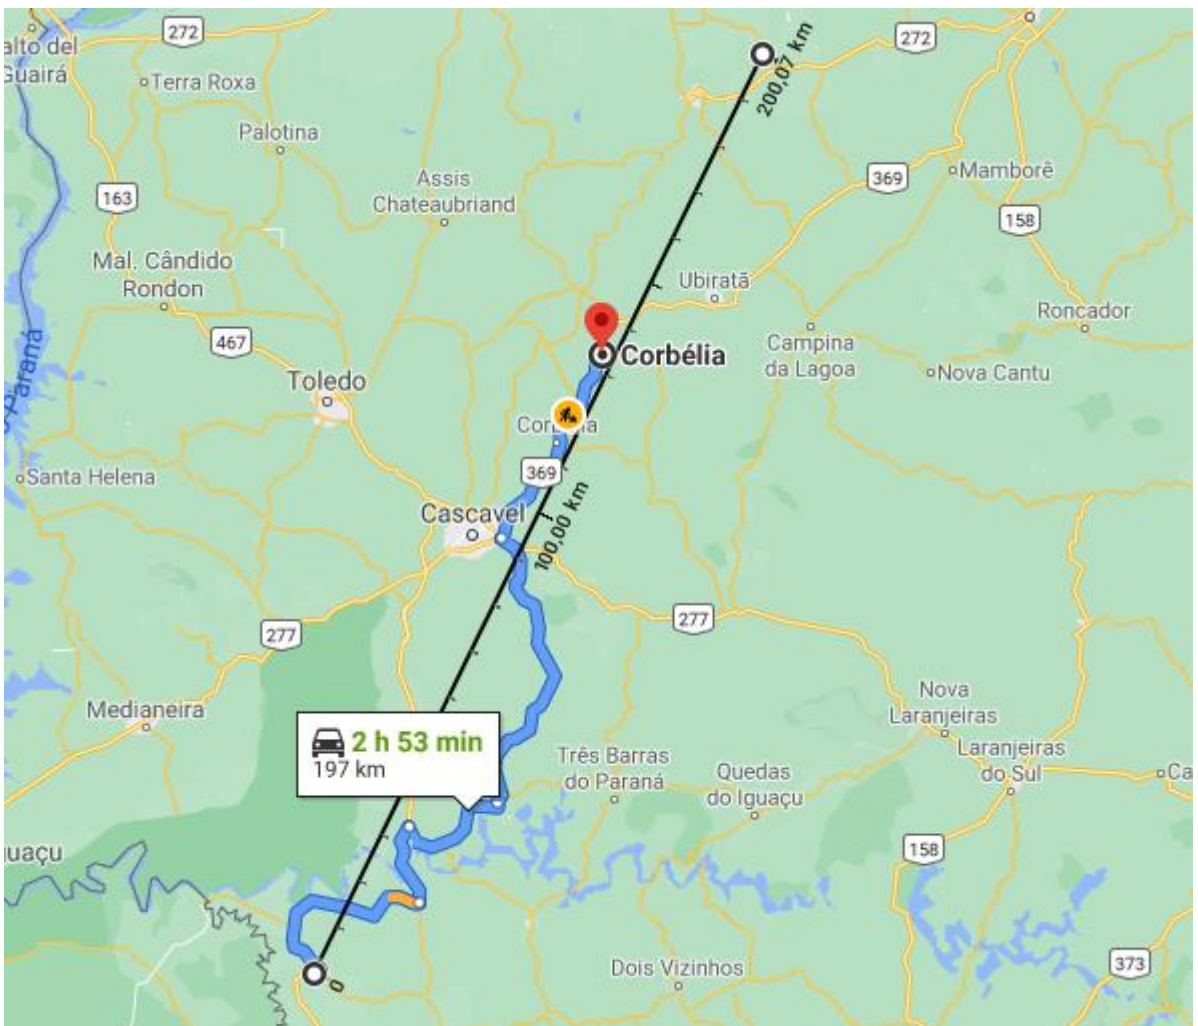 272
272
alto del
Guairá
Terra Roxa
200,07 km
Palotina
Assis
Chateaubriand
369
Mamborê
163
158
Mal. Cândido
Rondon
Ubiratã
Roncador
467
Campina
da Lagoa
Paraná
Corbélia
Toledo
Nova Cantu
369
Santa Helena
Cascavel
100,00 km
277
277
Nova
Laranjeiras
Medianeira
2 h 53 min
197 km
Três Barras
do Paraná
Quedas
do Iguaçu
Laranjeiras
do Sul
Ca
158
uaçu
0
Dois Vizinhos
373